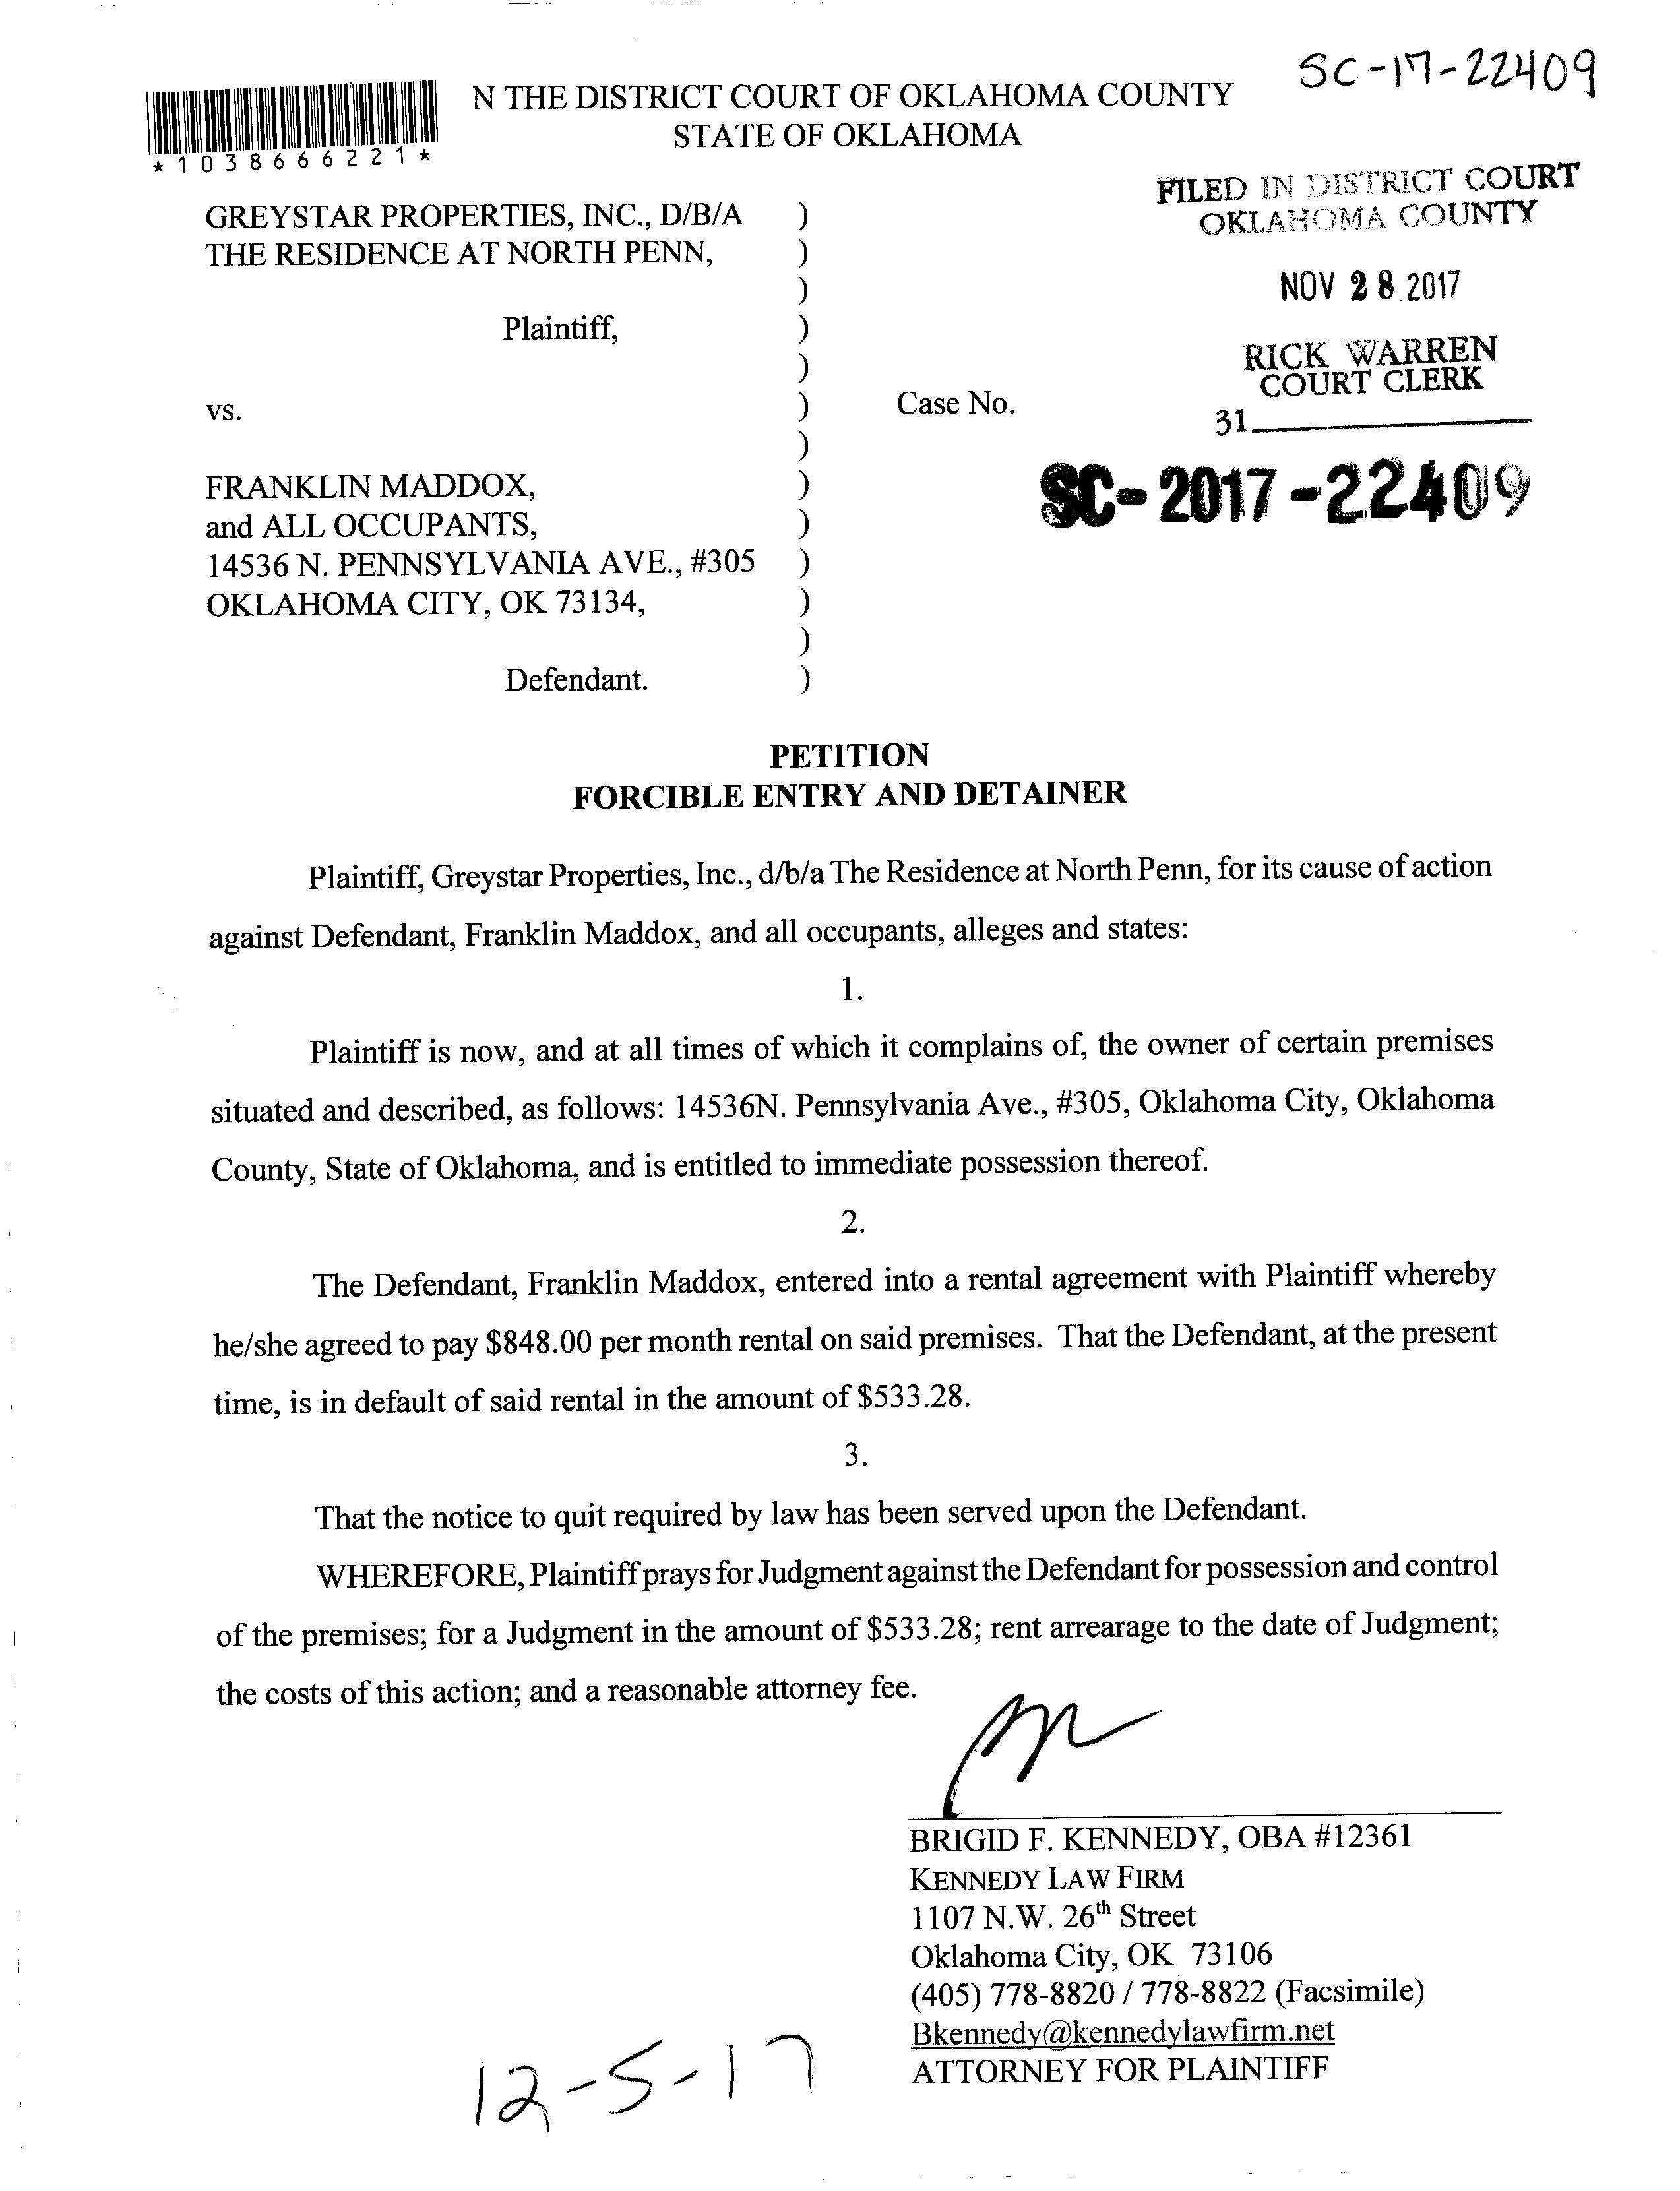 SC-17-22409
*1038666221*
N THE DISTRICT COURT OF OKLAHOMA COUNTY
STATE OF OKLAHOMA
FILED IN DISTRICT COURT
OKLAHOMA COUNTY
NOV 28 2017
RICK WARREN
COURT CLERK
31
GREYSTAR PROPERTIES, INC., D/B/A )
THE RESIDENCE AT NORTH PENN, )
)
Plaintiff, )
)
vs. ) Case No.
)
SC-2017-22409
FRANKLIN MADDOX, )
and ALL OCCUPANTS, )
14536 N. PENNSYLVANIA AVE., #305 )
OKLAHOMA CITY, OK 73134, )
)
Defendant. )
PETITION
FORCIBLE ENTRY AND DETAINER
Plaintiff, Greystar Properties, Inc., d/b/a The Residence at North Penn, for its cause of action
against Defendant, Franklin Maddox, and all occupants, alleges and states:
1.
Plaintiff is now, and at all times of which it complains of, the owner of certain premises
situated and described, as follows: 14536N. Pennsylvania Ave., #305, Oklahoma City, Oklahoma
County, State of Oklahoma, and is entitled to immediate possession thereof.
2.
The Defendant, Franklin Maddox, entered into a rental agreement with Plaintiff whereby
he/she agreed to pay $848.00 per month rental on said premises. That the Defendant, at the present
time, is in default of said rental in the amount of $533.28.
3.
That the notice to quit required by law has been served upon the Defendant.
WHEREFORE, Plaintiff prays for Judgment against the Defendant for possession and control
of the premises; for a Judgment in the amount of $533.28; rent arrearage to the date of Judgment;
the costs of this action; and a reasonable attorney fee.
BRIGID F. KENNEDY, OBA #12361
KENNEDY LAW FIRM
1107 N.W. 26th Street
Oklahoma City, OK 73106
(405) 778-8820 / 778-8822 (Facsimile)
Bkennedy@kennedylawfirm.net
ATTORNEY FOR PLAINTIFF
12-5-17